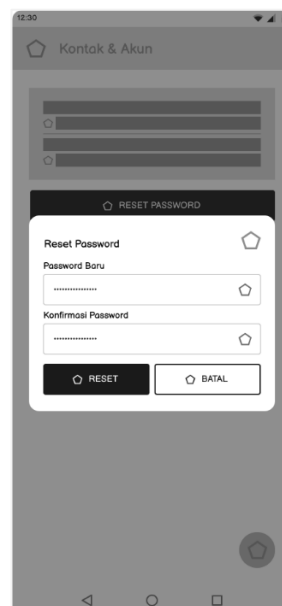 12:30
Kontak & Akun
RESET PASSWORD
Reset Password
Password Baru
Konfirmasi Password
RESET
BATAL